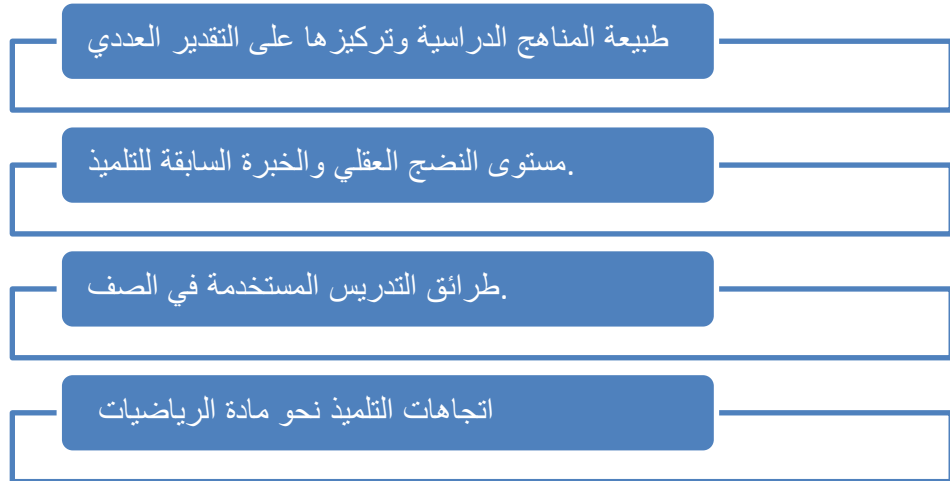 طبيعة المناهج الدراسية وتركيزها على التقدير العددي
مستوى النضج العقلي والخبرة السابقة للتلميذ.
طرائق التدريس المستخدمة في الصف.
اتجاهات التلميذ نحو مادة الرياضيات